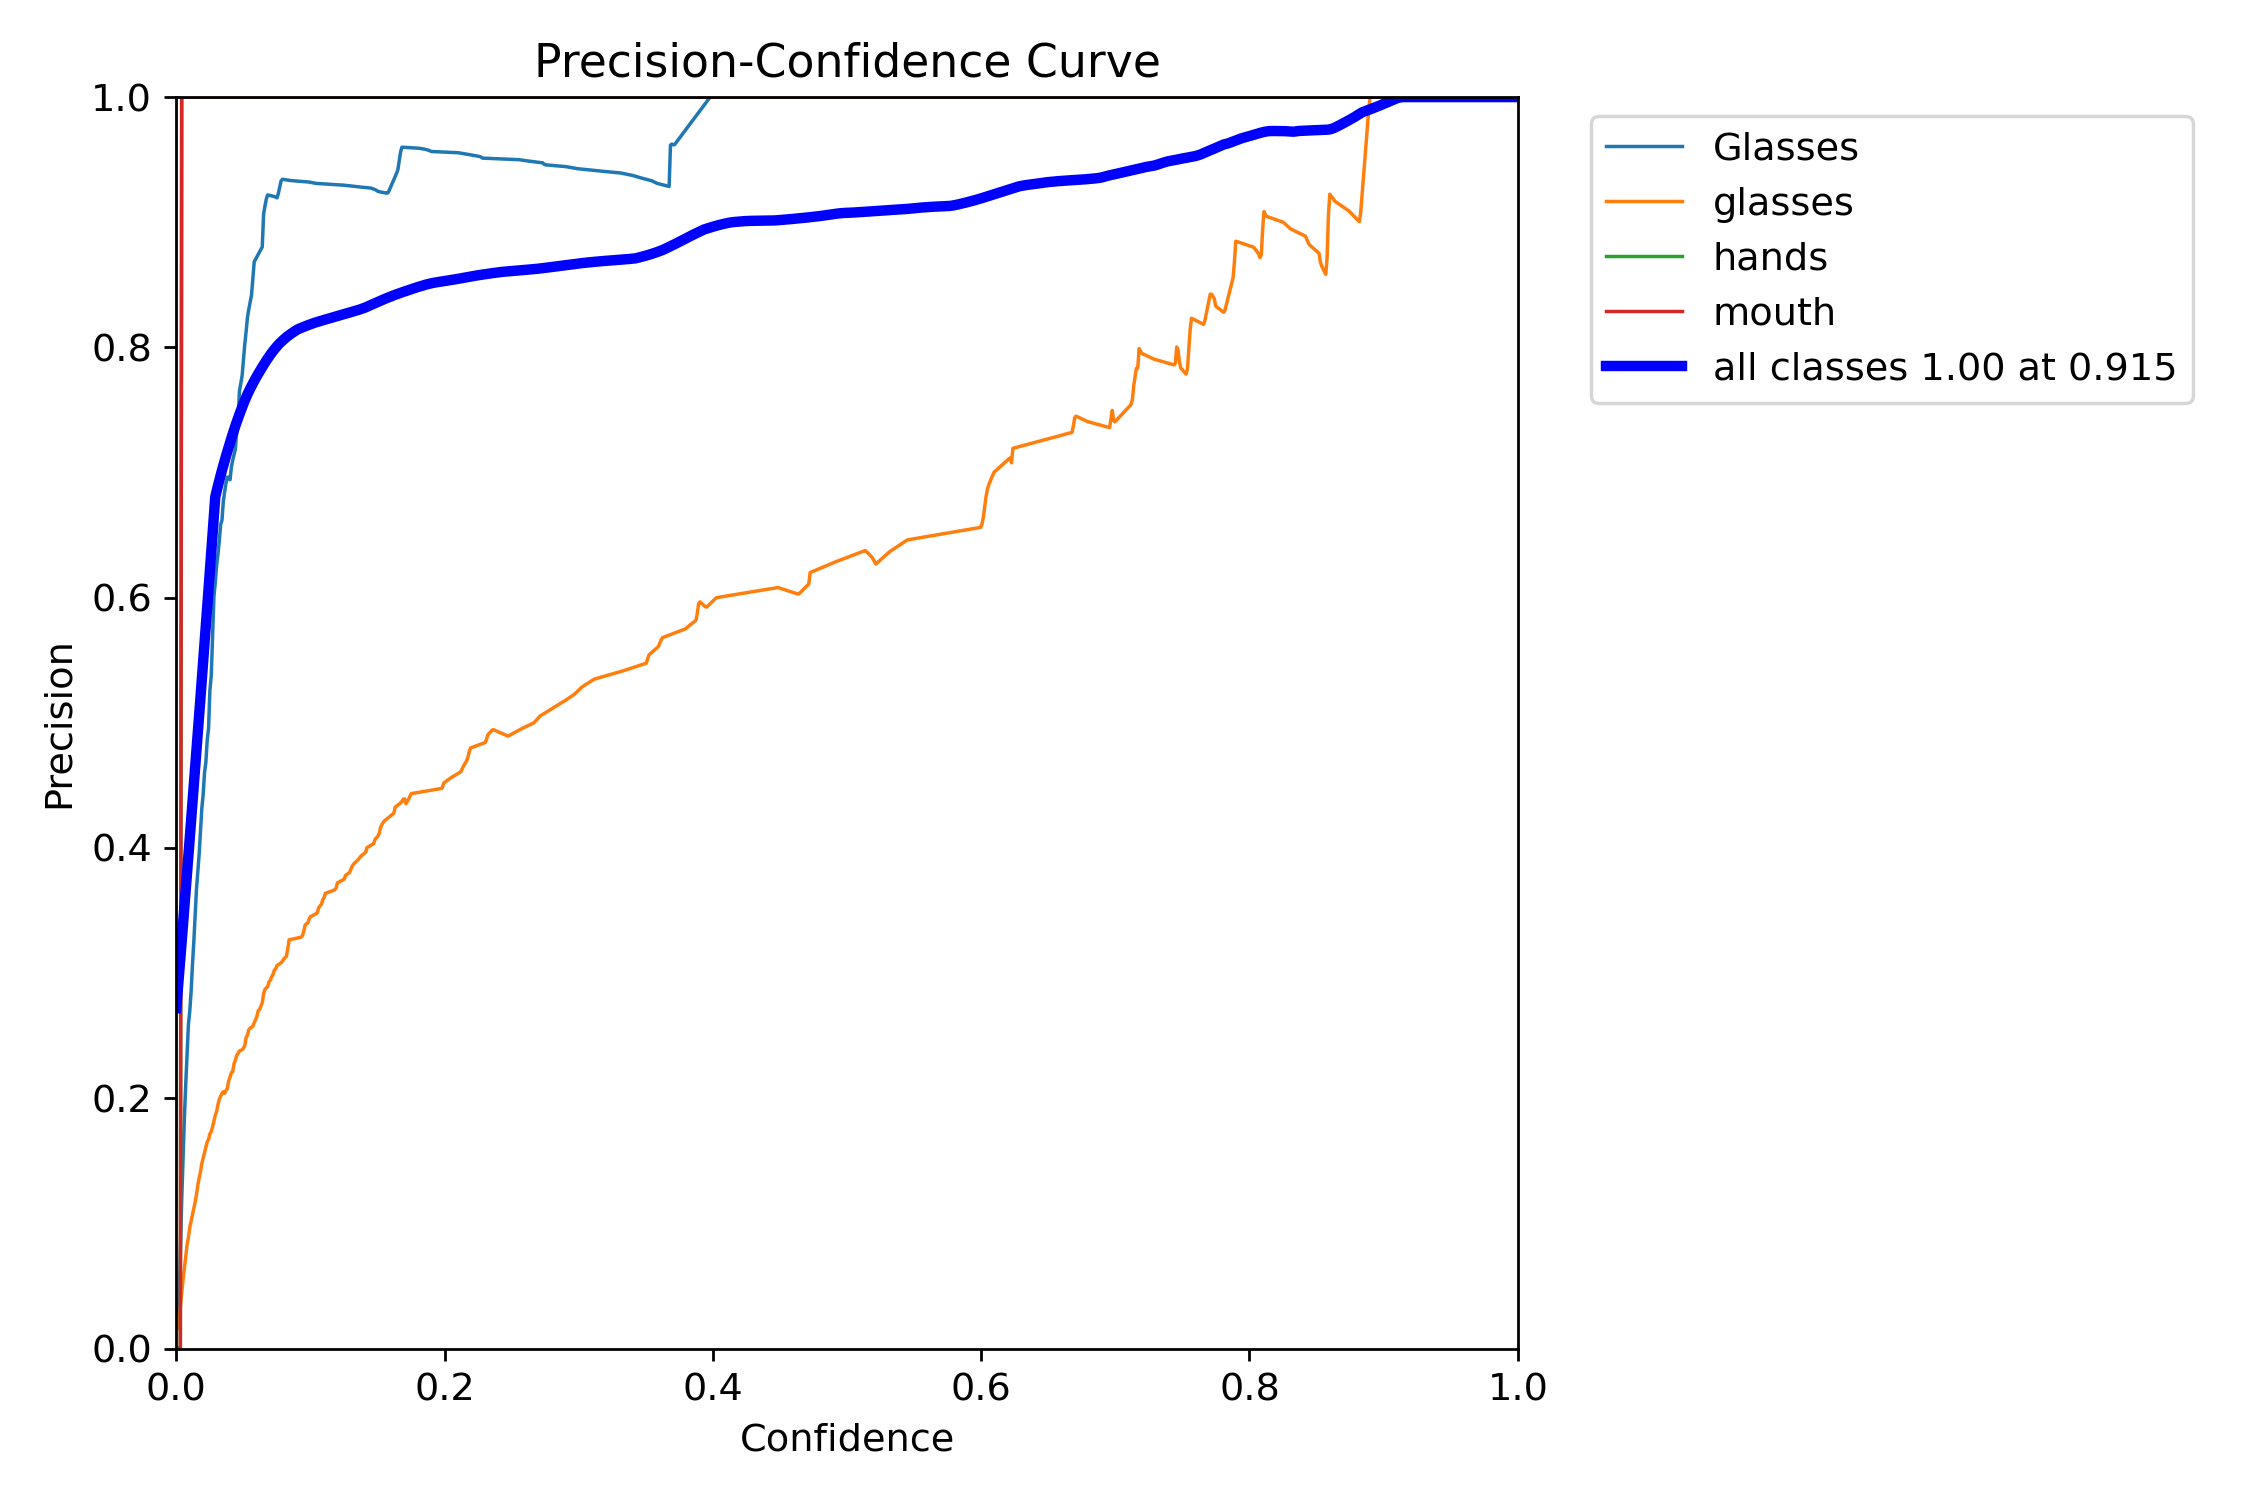 Precision-Confidence Curve
1.0
0.8
0.6
0.4
0.2
0.0
Precision
0.0 0.2 0.4 0.6 0.8 1.0
Confidence
Glasses
glasses
hands
mouth
all classes 1.00 at 0.915